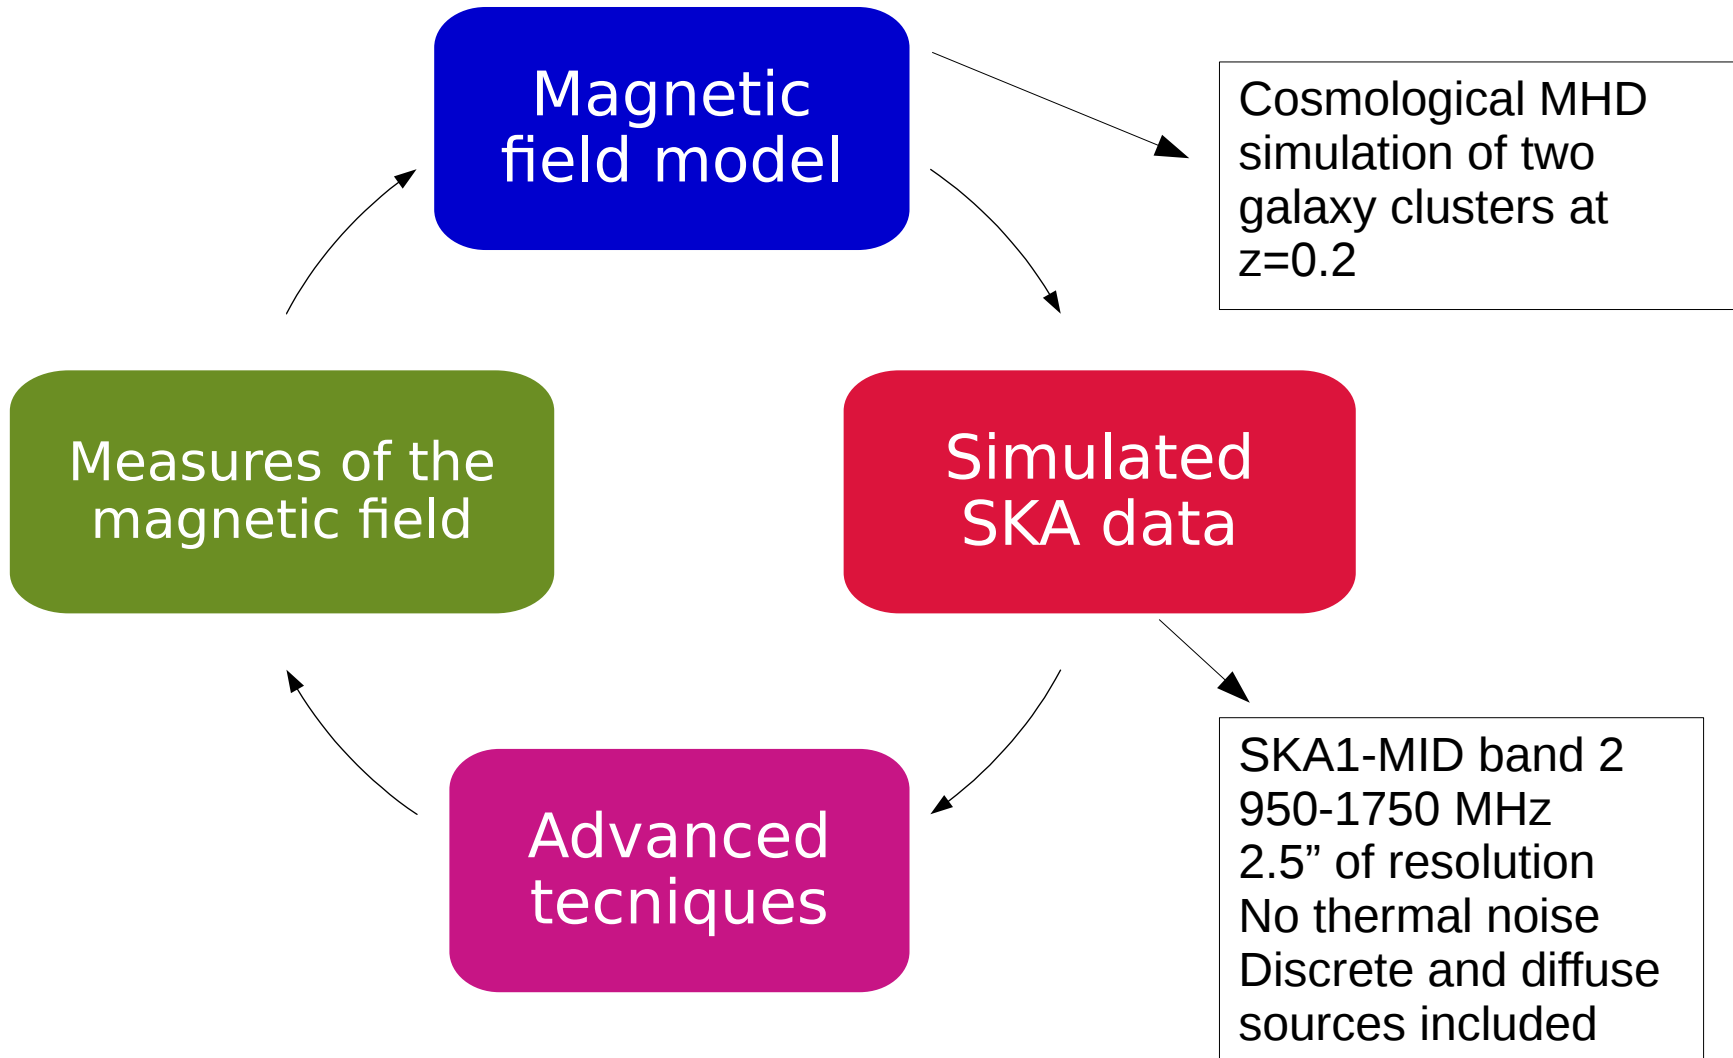 Magnetic
field model
Cosmological MHD
simulation of two
galaxy clusters at
z=0.2
Measures of the
magnetic field
Simulated
SKA data
Advanced
tecniques
SKA1-MID band 2
950-1750 MHz
2.5” of resolution
No thermal noise
Discrete and diffuse
sources included